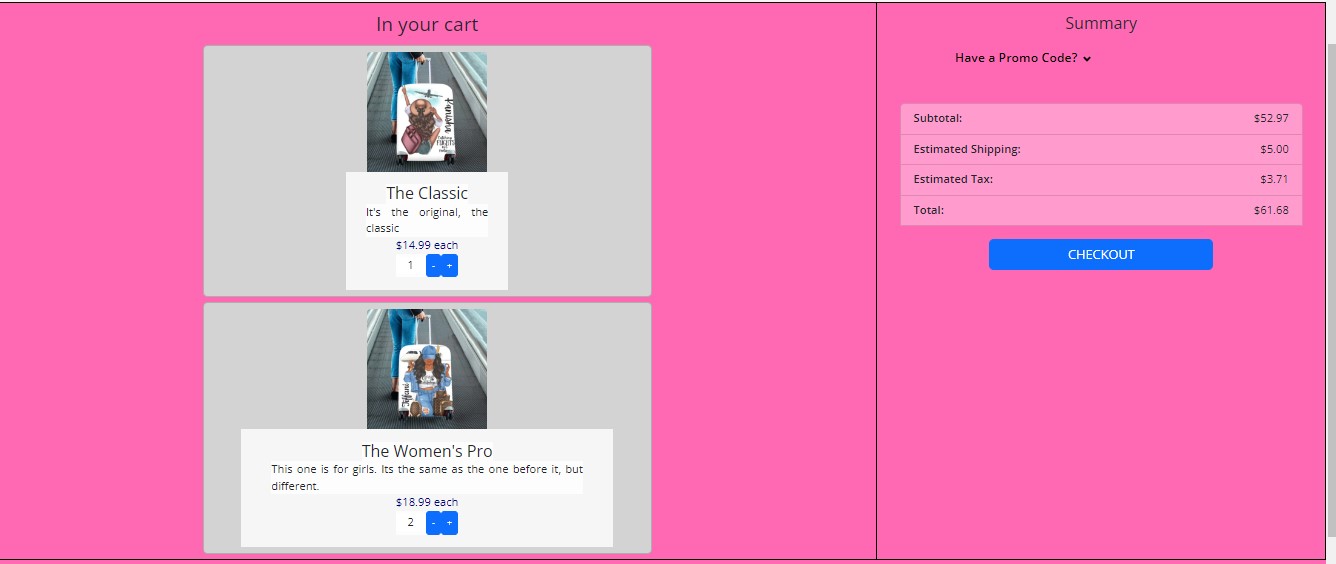 In your cart
The Classic
It's the original, the
classic
$14.99 each
1 - +
The Women's Pro
This one is for girls. Its the same as the one before it, but
different.
$18.99 each
2 - +
Summary
Have a Promo Code?
Subtotal: $52.97
Estimated Shipping: $5.00
Estimated Tax: $3.71
Total: $61.68
CHECKOUT